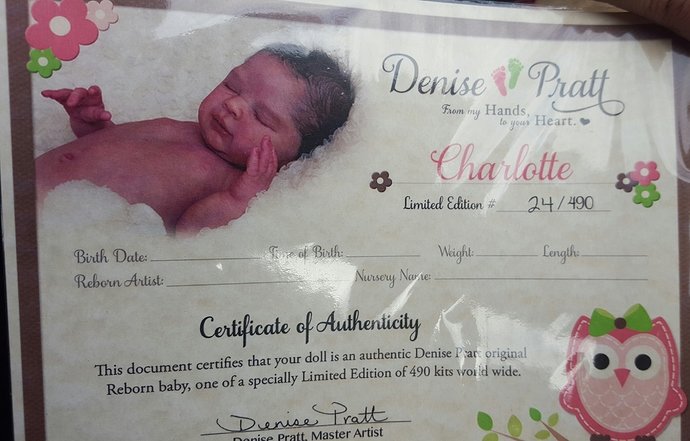 Denise Pratt
From my Hands,
to your Heart.
Charlotte
Limited Edition # 24/490
Birth Date: Time of Birth: Weight: Length:
Reborn Artist: Nursery Name:
Certificate of Authenticity
This document certifies that your doll is an authentic Denise Pratt original
Reborn baby, one of a specially Limited Edition of 490 kits world wide.
Denise Pratt
Denise Pratt, Master Artist